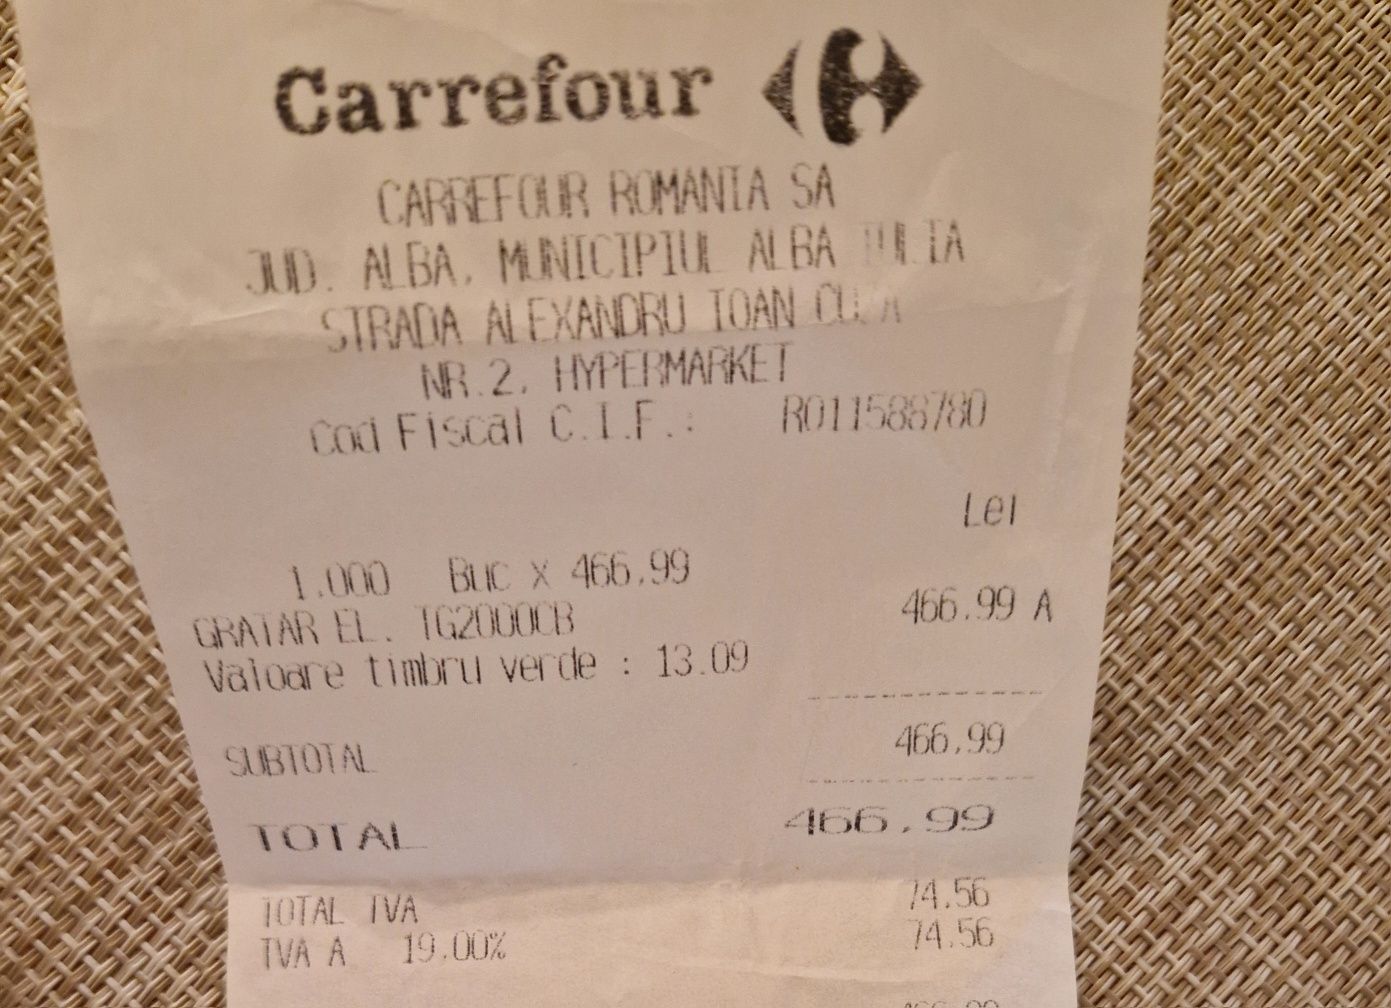 Carrefour
CARREFOUR ROMANIA SA
JUD. ALBA, MUNICIPIUL ALBA IULIA
STRADA ALEXANDRU IOAN CUZA
NR.2, HYPERMARKET
Cod Fiscal C.I.F.: RO11588780
Lei
1.000 Buc x 466.99
GRATAR EL. TG2000CB 466.99 A
Valoare timbru verde : 13.09
SUBTOTAL 466.99
TOTAL 466.99
TOTAL TVA 74.56
TVA A 19.00% 74.56